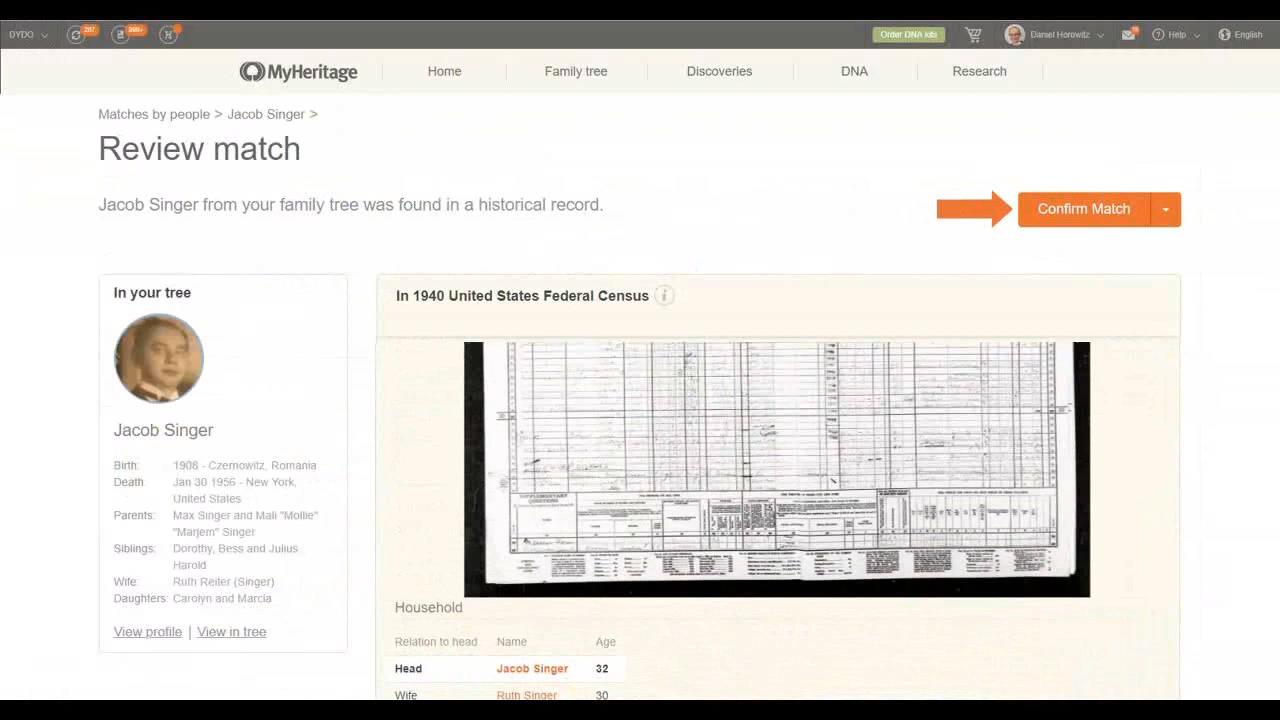 DYDO
267
999+
Order DNA kits
Daniel Horowitz
Help
English
MyHeritage
Home
Family tree
Discoveries
DNA
Research
Matches by people > Jacob Singer >
Review match
Jacob Singer from your family tree was found in a historical record.
Confirm Match
In your tree
Jacob Singer
Birth: 1908 - Czernowitz, Romania
Death: Jan 30 1956 - New York,
United States
Parents: Max Singer and Mali "Mollie"
"Marjem" Singer
Siblings: Dorothy, Bess and Julius
Harold
Wife: Ruth Reiter (Singer)
Daughters: Carolyn and Marcia
View profile | View in tree
In 1940 United States Federal Census
SUPPLEMENTARY
QUESTIONS
Household
Relation to head Name Age
Head Jacob Singer 32
Wife Ruth Singer 30